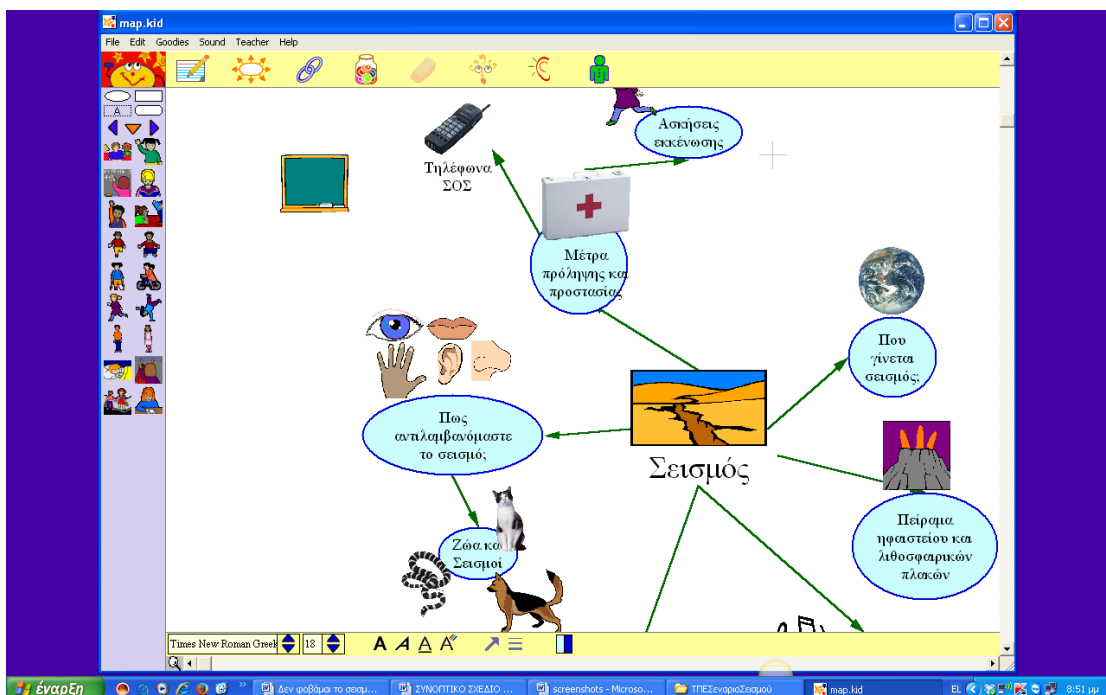 map.kid
File Edit Goodies Sound Teacher Help
A
Ασκήσεις
εκκένωσης
Τηλέφωνα
ΣΟΣ
Μέτρα
πρόληψης και
προστασίας
Που
γίνεται
σεισμός;
Πως
αντιλαμβανόμαστε
το σεισμό;
Σεισμός
Πείραμα
ηφαιστείου και
λιθοσφαιρικών
πλακών
Ζώα και
Σεισμοί
Times New Roman Greek 18 A A A A
έναρξη Δεν φοβάμαι το σεισμ... ΣΥΝΟΠΤΙΚΟ ΣΧΕΔΙΟ ... screenshots - Microso... ΤΠΕΣεναριοΣεισμού map.kid EL 8:51 μμ